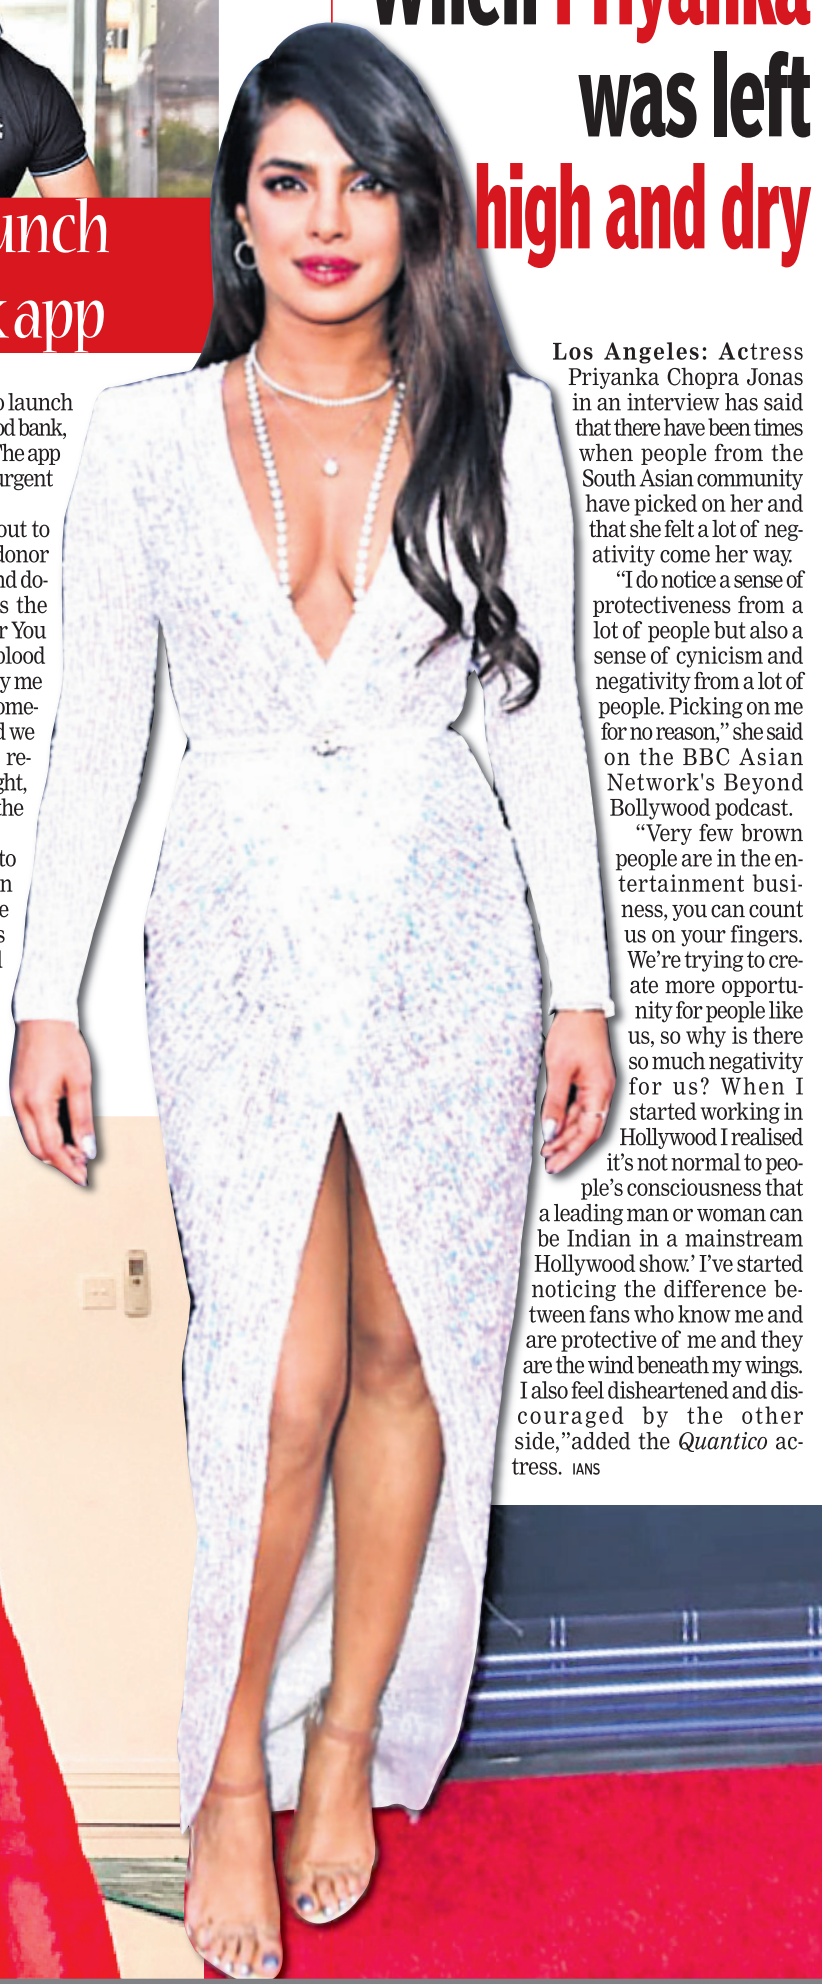 When Priyanka
was left
high and dry
unch
app
launch
od bank,
The app
urgent
out to
donor
nd do-
s the
r You
blood
y me
ome-
d we
re-
ght,
the
to
n
e
s
Los Angeles: Actress
Priyanka Chopra Jonas
in an interview has said
that there have been times
when people from the
South Asian community
have picked on her and
that she felt a lot of neg-
ativity come her way.
“I do notice a sense of
protectiveness from a
lot of people but also a
sense of cynicism and
negativity from a lot of
people. Picking on me
for no reason,” she said
on the BBC Asian
Network's Beyond
Bollywood podcast.
“Very few brown
people are in the en-
tertainment busi-
ness, you can count
us on your fingers.
We’re trying to cre-
ate more opportu-
nity for people like
us, so why is there
so much negativity
for us? When I
started working in
Hollywood I realised
it’s not normal to peo-
ple’s consciousness that
a leading man or woman can
be Indian in a mainstream
Hollywood show.’ I’ve started
noticing the difference be-
tween fans who know me and
are protective of me and they
are the wind beneath my wings.
I also feel disheartened and dis-
couraged by the other
side,”added the Quantico ac-
tress. IANS